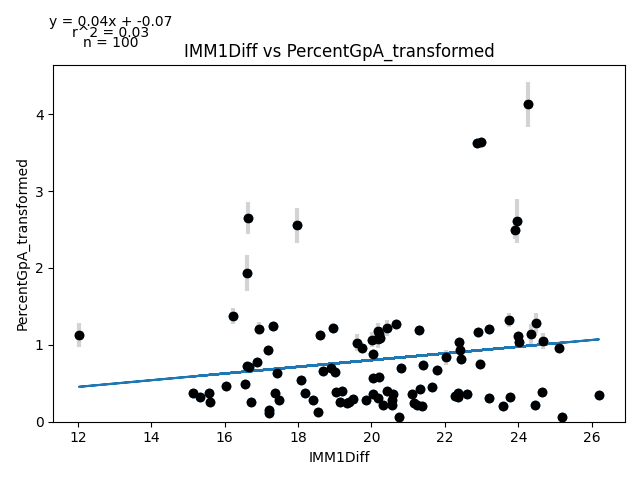 y = 0.04x + -0.07
r^2 = 0.03
n = 100
IMM1Diff vs PercentGpA_transformed
PercentGpA_transformed
4
3
2
1
0
12 14 16 18 20 22 24 26
IMM1Diff